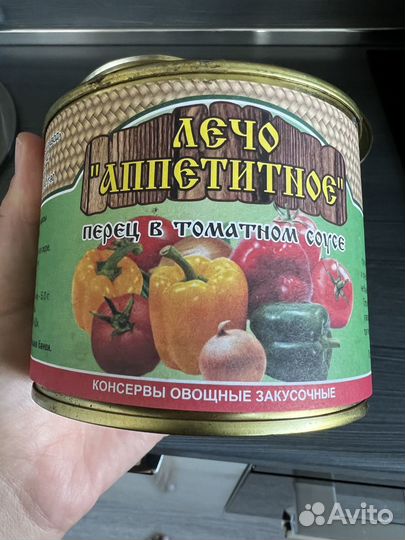 ЛЕЧО
"АППЕТИТНОЕ"
ПЕРЕЦ В ТОМАТНОМ СОУСЕ
КОНСЕРВЫ ОВОЩНЫЕ ЗАКУСОЧНЫЕ
Avito